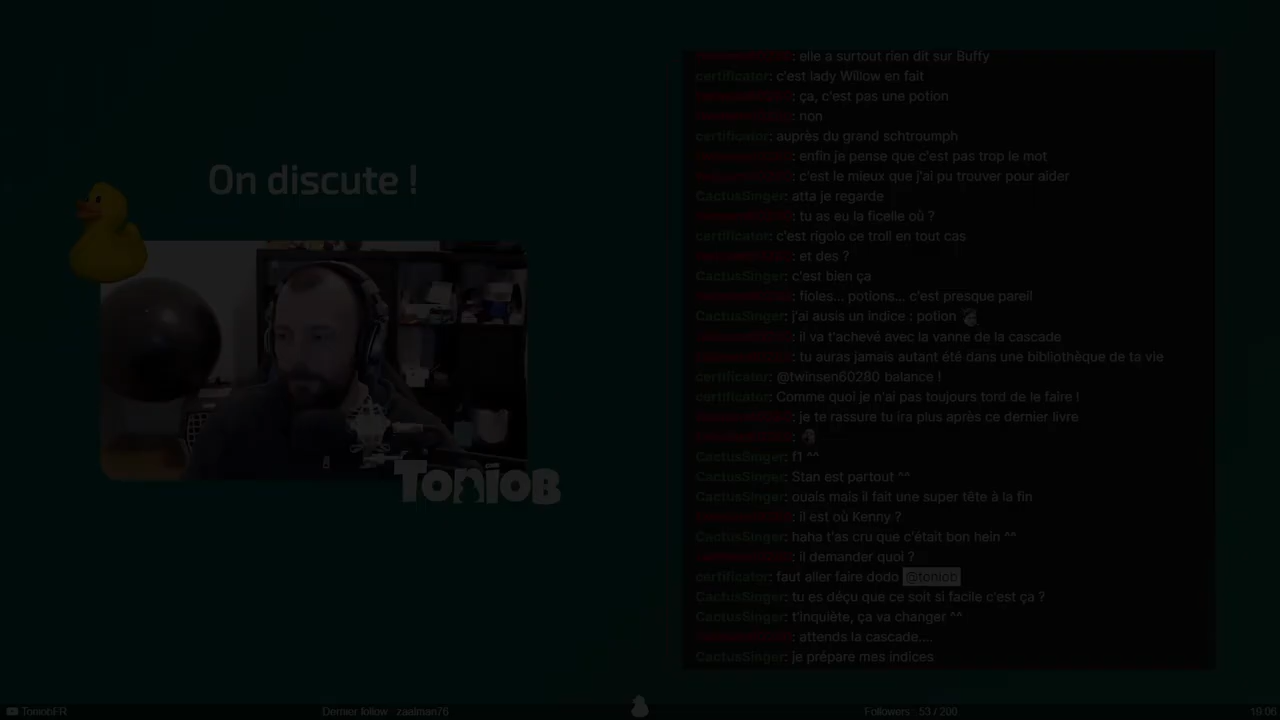 On discute !
TonioB
: elle a surtout rien dit sur Buffy
certificator: c'est lady Willow en fait
: ça, c'est pas une potion
: non
certificator: auprès du grand schtroumph
: enfin je pense que c'est pas trop le mot
: c'est le mieux que j'ai pu trouver pour aider
CactusSinger: atta je regarde
: tu as eu la ficelle où ?
certificator: c'est rigolo ce troll en tout cas
: et des ?
CactusSinger: c'est bien ça
: fioles... potions... c'est presque pareil
CactusSinger: j'ai ausis un indice : potion
: il va t'achevé avec la vanne de la cascade
: tu auras jamais autant été dans une bibliothèque de ta vie
certificator: @twinsen60280 balance !
certificator: Comme quoi je n'ai pas toujours tord de le faire !
: je te rassure tu ira plus après ce dernier livre
:
CactusSinger: f1 ^^
CactusSinger: Stan est partout ^^
CactusSinger: ouais mais il fait une super tête à la fin
: il est où Kenny ?
CactusSinger: haha t'as cru que c'était bon hein ^^
: il demander quoi ?
certificator: faut aller faire dodo @toniob
CactusSinger: tu es déçu que ce soit si facile c'est ça ?
CactusSinger: t'inquiète, ça va changer ^^
: attends la cascade....
CactusSinger: je prépare mes indices
ToniobFR
Dernier follow : zaelman76
Followers : 53 / 200
19:06